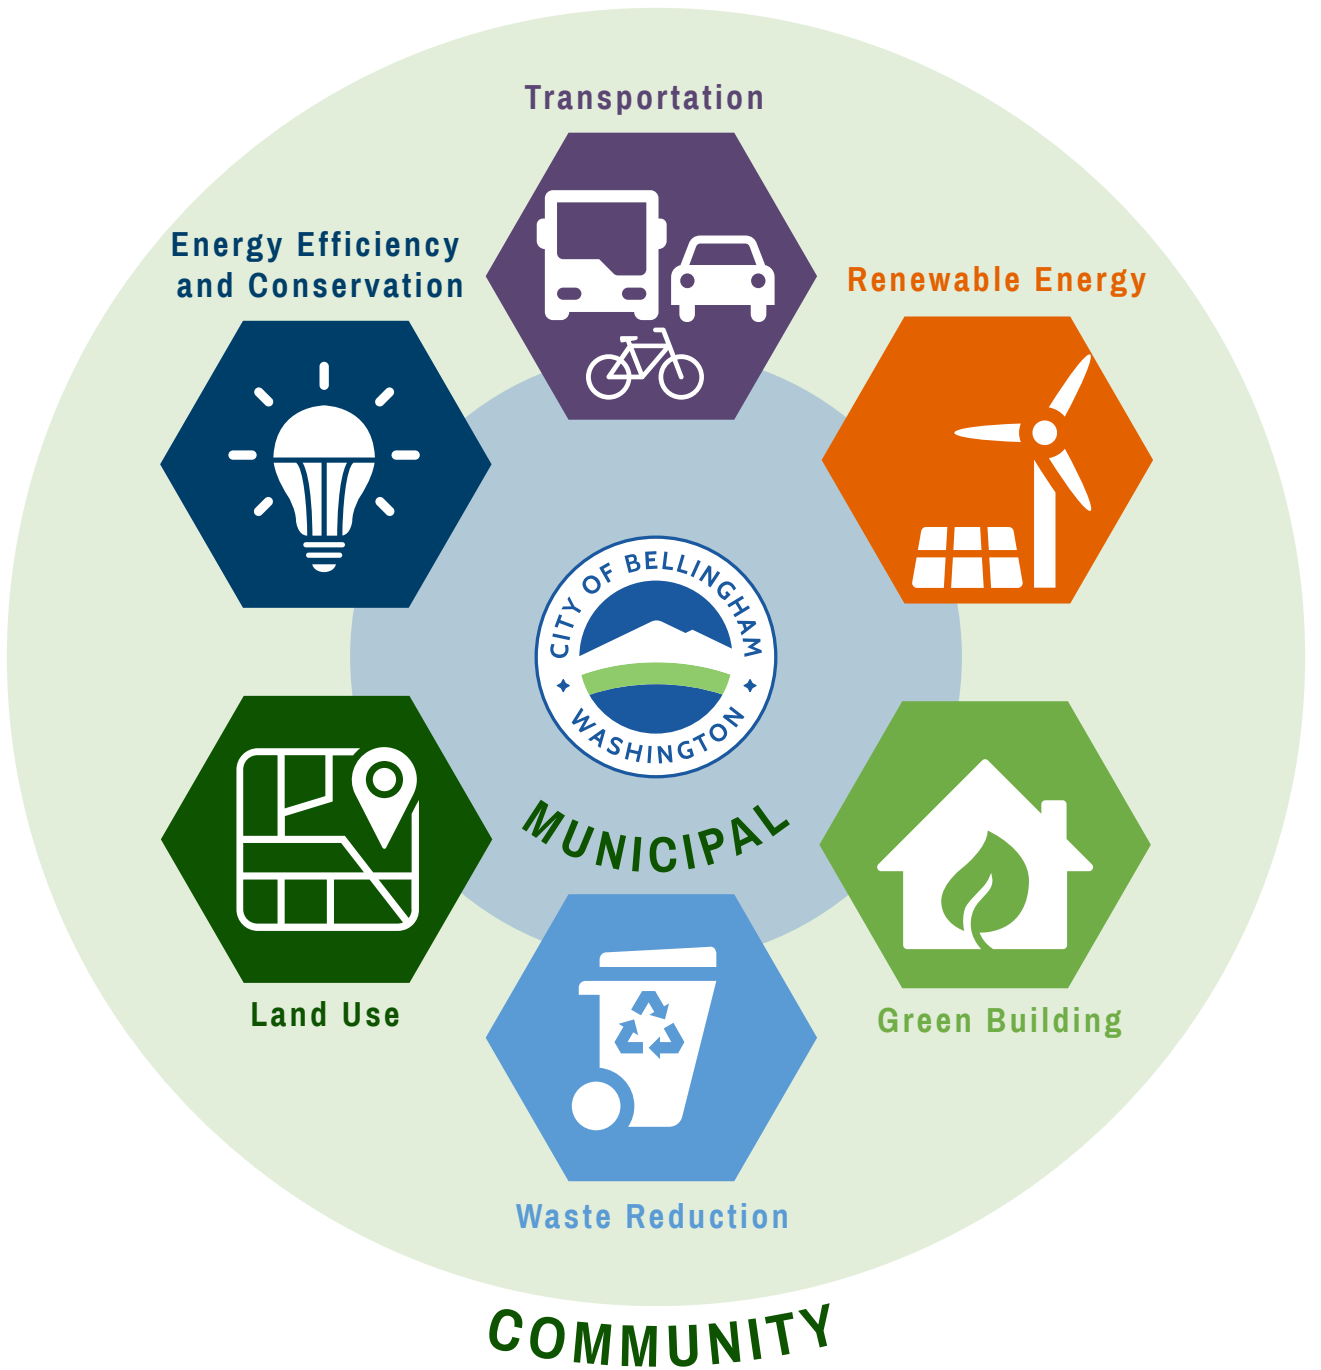 Transportation
Energy Efficiency
and Conservation
Renewable Energy
CITY OF BELLINGHAM
WASHINGTON
MUNICIPAL
Land Use
Green Building
Waste Reduction
COMMUNITY